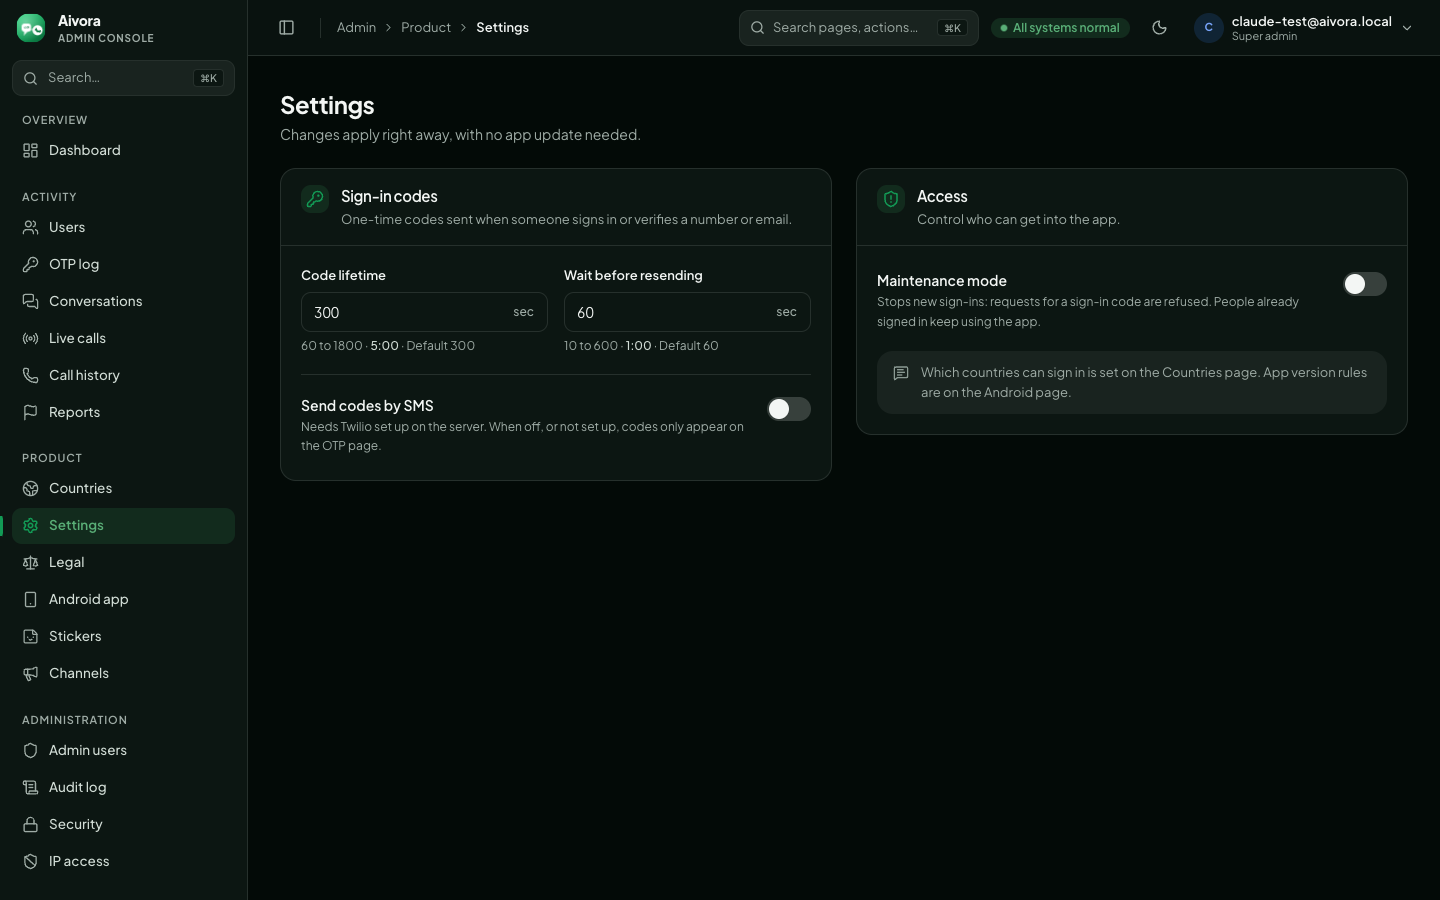 Aivora
ADMIN CONSOLE
Search...
⌘K
OVERVIEW
Dashboard
ACTIVITY
Users
OTP log
Conversations
Live calls
Call history
Reports
PRODUCT
Countries
Settings
Legal
Android app
Stickers
Channels
ADMINISTRATION
Admin users
Audit log
Security
IP access
Admin > Product > Settings
Search pages, actions...
⌘K
All systems normal
C
claude-test@aivora.local
Super admin
Settings
Changes apply right away, with no app update needed.
Sign-in codes
One-time codes sent when someone signs in or verifies a number or email.
Code lifetime
300 sec
60 to 1800 · 5:00 · Default 300
Wait before resending
60 sec
10 to 600 · 1:00 · Default 60
Send codes by SMS
Needs Twilio set up on the server. When off, or not set up, codes only appear on
the OTP page.
Access
Control who can get into the app.
Maintenance mode
Stops new sign-ins: requests for a sign-in code are refused. People already
signed in keep using the app.
Which countries can sign in is set on the Countries page. App version rules
are on the Android page.